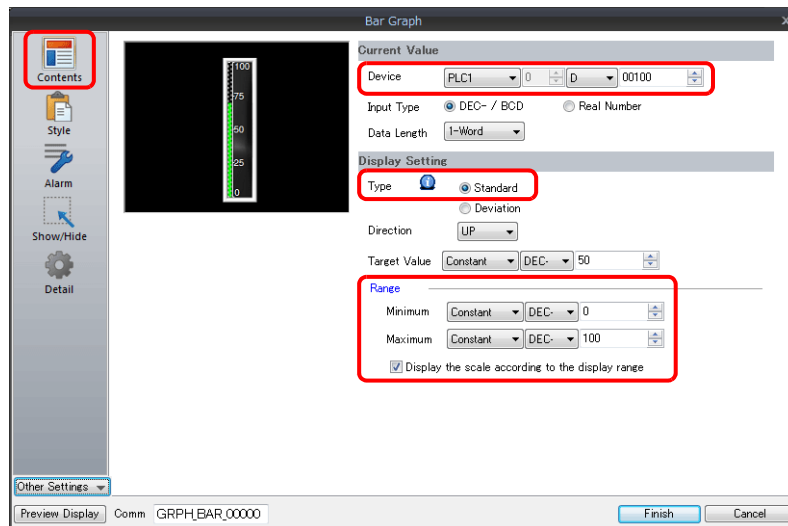 Bar Graph
x
Contents
Style
Alarm
Show/Hide
Detail
100
75
50
25
0
Current Value
Device PLC1 0 D 00100
Input Type DEC- / BCD Real Number
Data Length 1-Word
Display Setting
Type Standard
Deviation
Direction UP
Target Value Constant DEC- 50
Range
Minimum Constant DEC- 0
Maximum Constant DEC- 100
Display the scale according to the display range
Other Settings
Preview Display Comm GRPH_BAR_00000 Finish Cancel